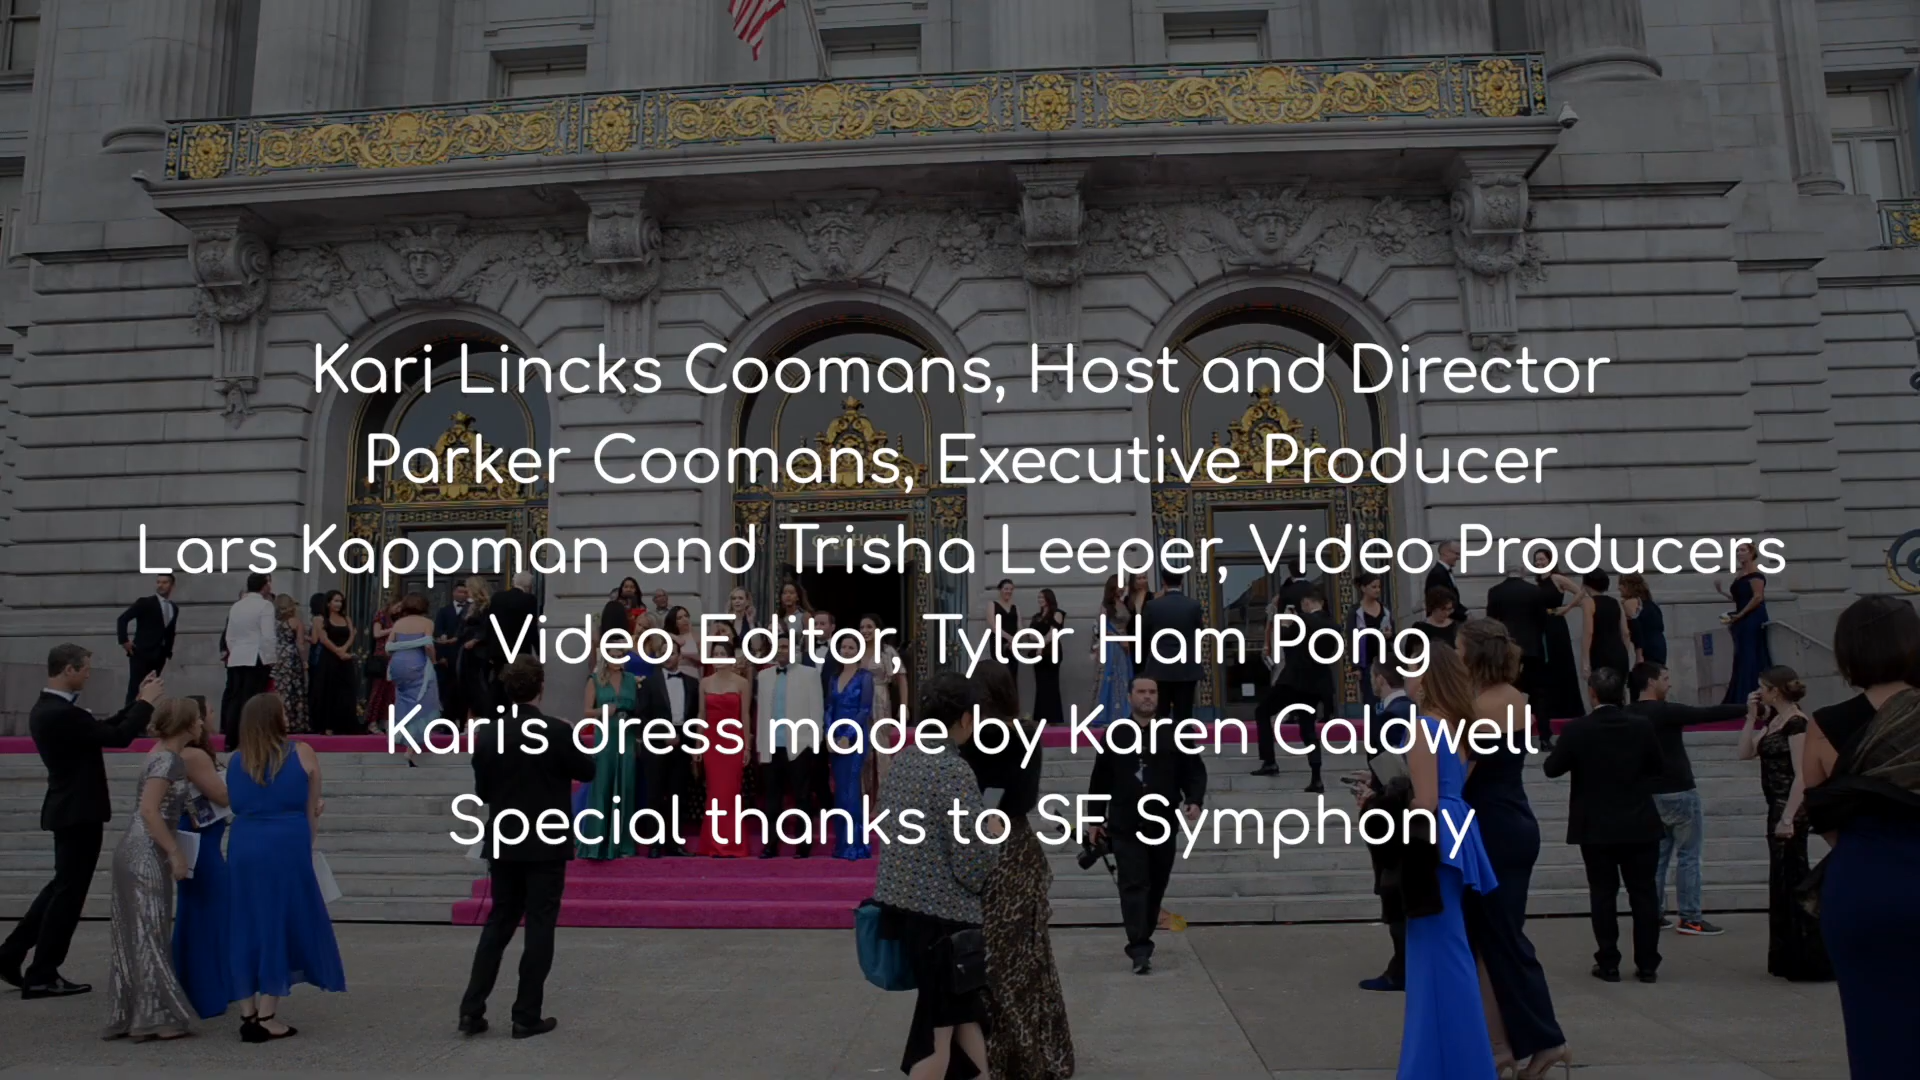 Kari Lincks Coomans, Host and Director
Parker Coomans, Executive Producer
Lars Kappman and Trisha Leeper, Video Producers
Video Editor, Tyler Ham Pong
Kari's dress made by Karen Caldwell
Special thanks to SF Symphony